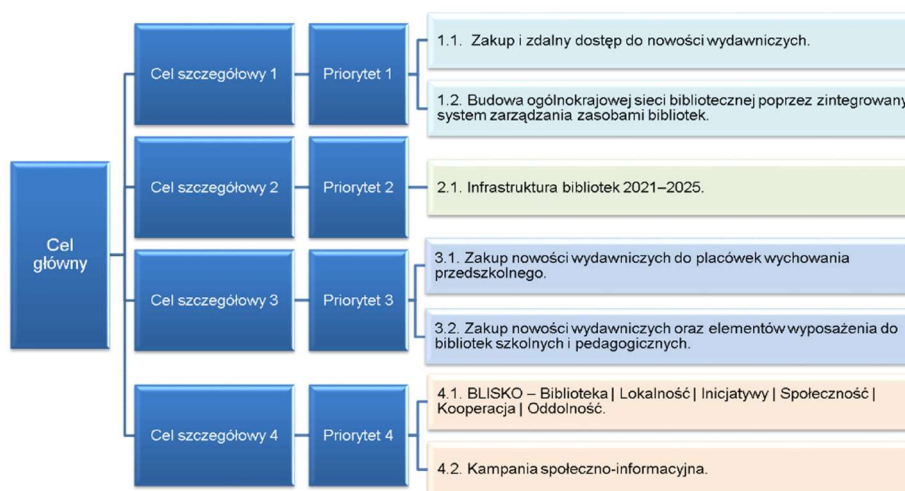 Cel
główny
Cel szczegółowy 1
Priorytet 1
1.1. Zakup i zdalny dostęp do nowości wydawniczych.
1.2. Budowa ogólnokrajowej sieci bibliotecznej poprzez zintegrowany
system zarządzania zasobami bibliotek.
Cel szczegółowy 2
Priorytet 2
2.1. Infrastruktura bibliotek 2021–2025.
Cel szczegółowy 3
Priorytet 3
3.1. Zakup nowości wydawniczych do placówek wychowania
przedszkolnego.
3.2. Zakup nowości wydawniczych oraz elementów wyposażenia do
bibliotek szkolnych i pedagogicznych.
Cel szczegółowy 4
Priorytet 4
4.1. BLISKO – Biblioteka | Lokalność | Inicjatywy | Społeczność |
Kooperacja | Oddolność.
4.2. Kampania społeczno-informacyjna.